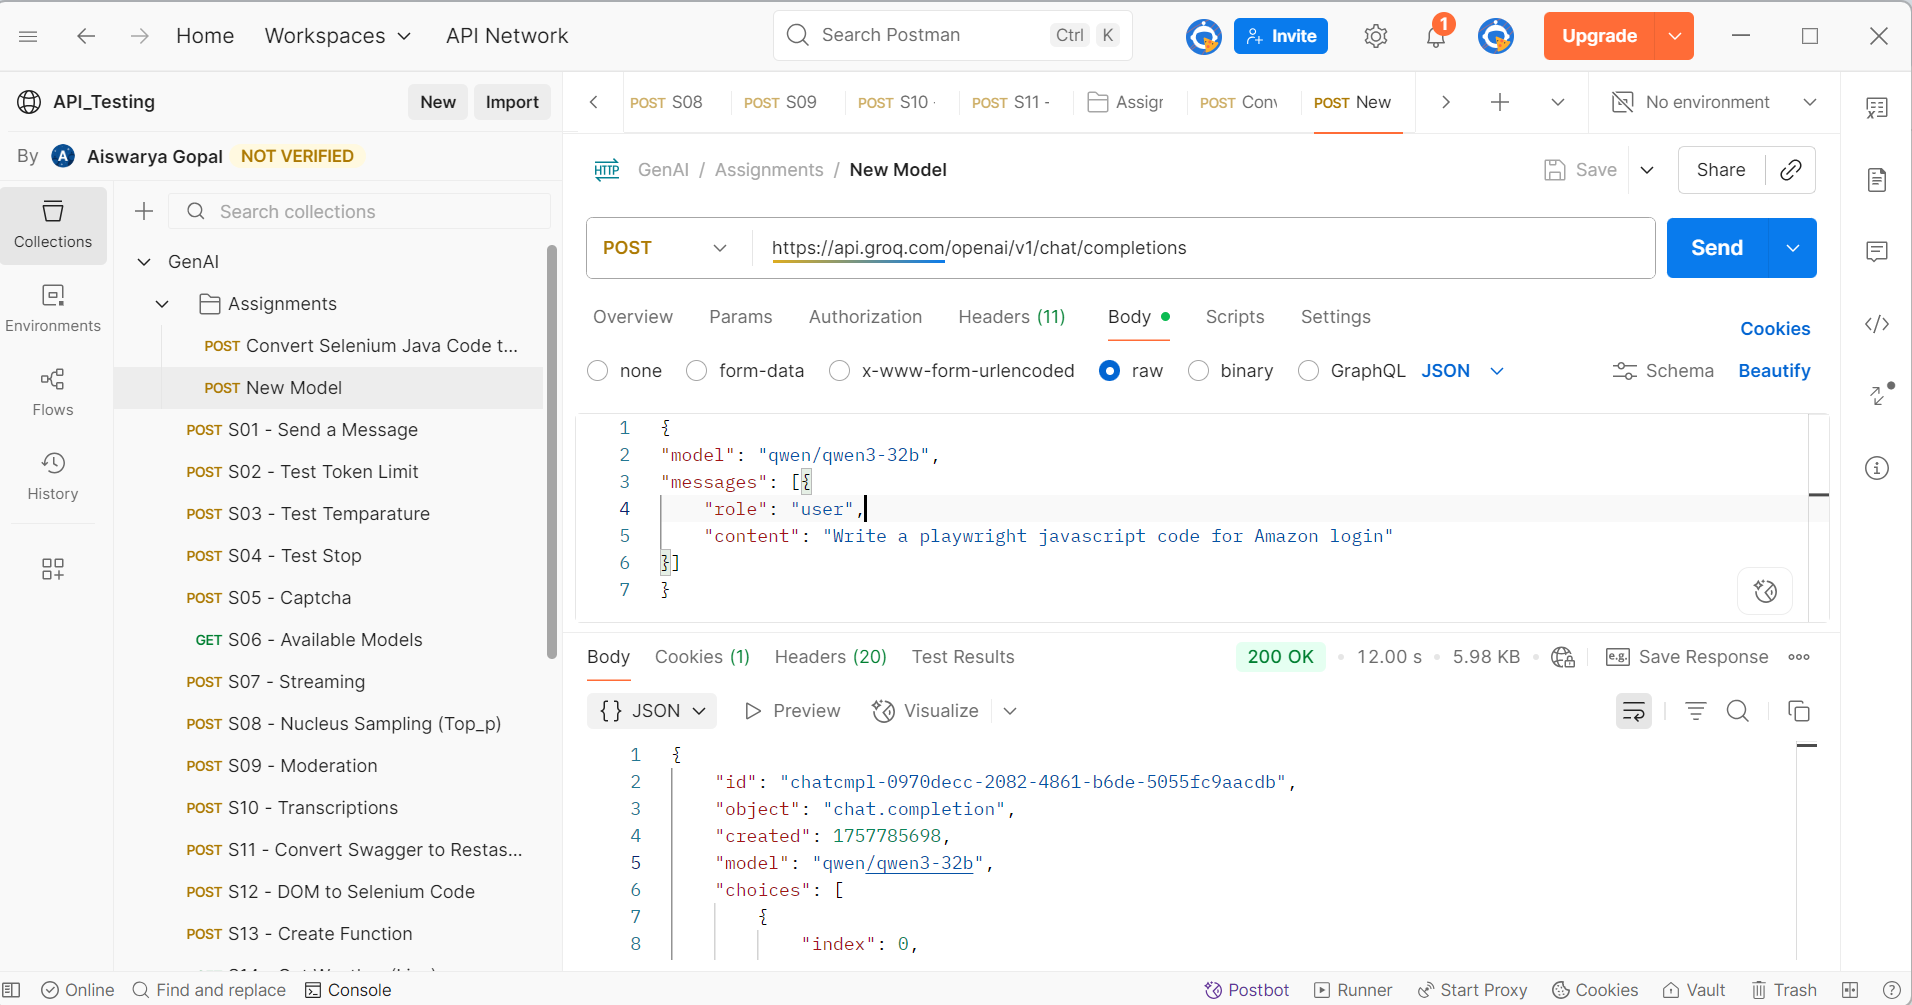 Home Workspaces API Network Search Postman Ctrl K Invite 1 Upgrade
API_Testing New Import
By A Aiswarya Gopal NOT VERIFIED
Collections
Environments
Flows
History
Search collections
GenAI
Assignments
POST Convert Selenium Java Code t...
POST New Model
POST S01 - Send a Message
POST S02 - Test Token Limit
POST S03 - Test Temparature
POST S04 - Test Stop
POST S05 - Captcha
GET S06 - Available Models
POST S07 - Streaming
POST S08 - Nucleus Sampling (Top_p)
POST S09 - Moderation
POST S10 - Transcriptions
POST S11 - Convert Swagger to Restas...
POST S12 - DOM to Selenium Code
POST S13 - Create Function
POST S08 POST S09 POST S10 POST S11 - Assigr POST Conv POST New No environment
HTTP GenAI / Assignments / New Model Save Share
POST https://api.groq.com/openai/v1/chat/completions Send
Overview Params Authorization Headers (11) Body Scripts Settings Cookies
none form-data x-www-form-urlencoded raw binary GraphQL JSON Schema Beautify
1 {
2 "model": "qwen/qwen3-32b",
3 "messages": [{
4 "role": "user",
5 "content": "Write a playwright javascript code for Amazon login"
6 }]
7 }
Body Cookies (1) Headers (20) Test Results 200 OK • 12.00 s • 5.98 KB • e.g. Save Response
{} JSON Preview Visualize
1 {
2 "id": "chatcmpl-0970decc-2082-4861-b6de-5055fc9aacdb",
3 "object": "chat.completion",
4 "created": 1757785698,
5 "model": "qwen/qwen3-32b",
6 "choices": [
7 {
8 "index": 0,
Online Find and replace Console Postbot Runner Start Proxy Cookies Vault Trash